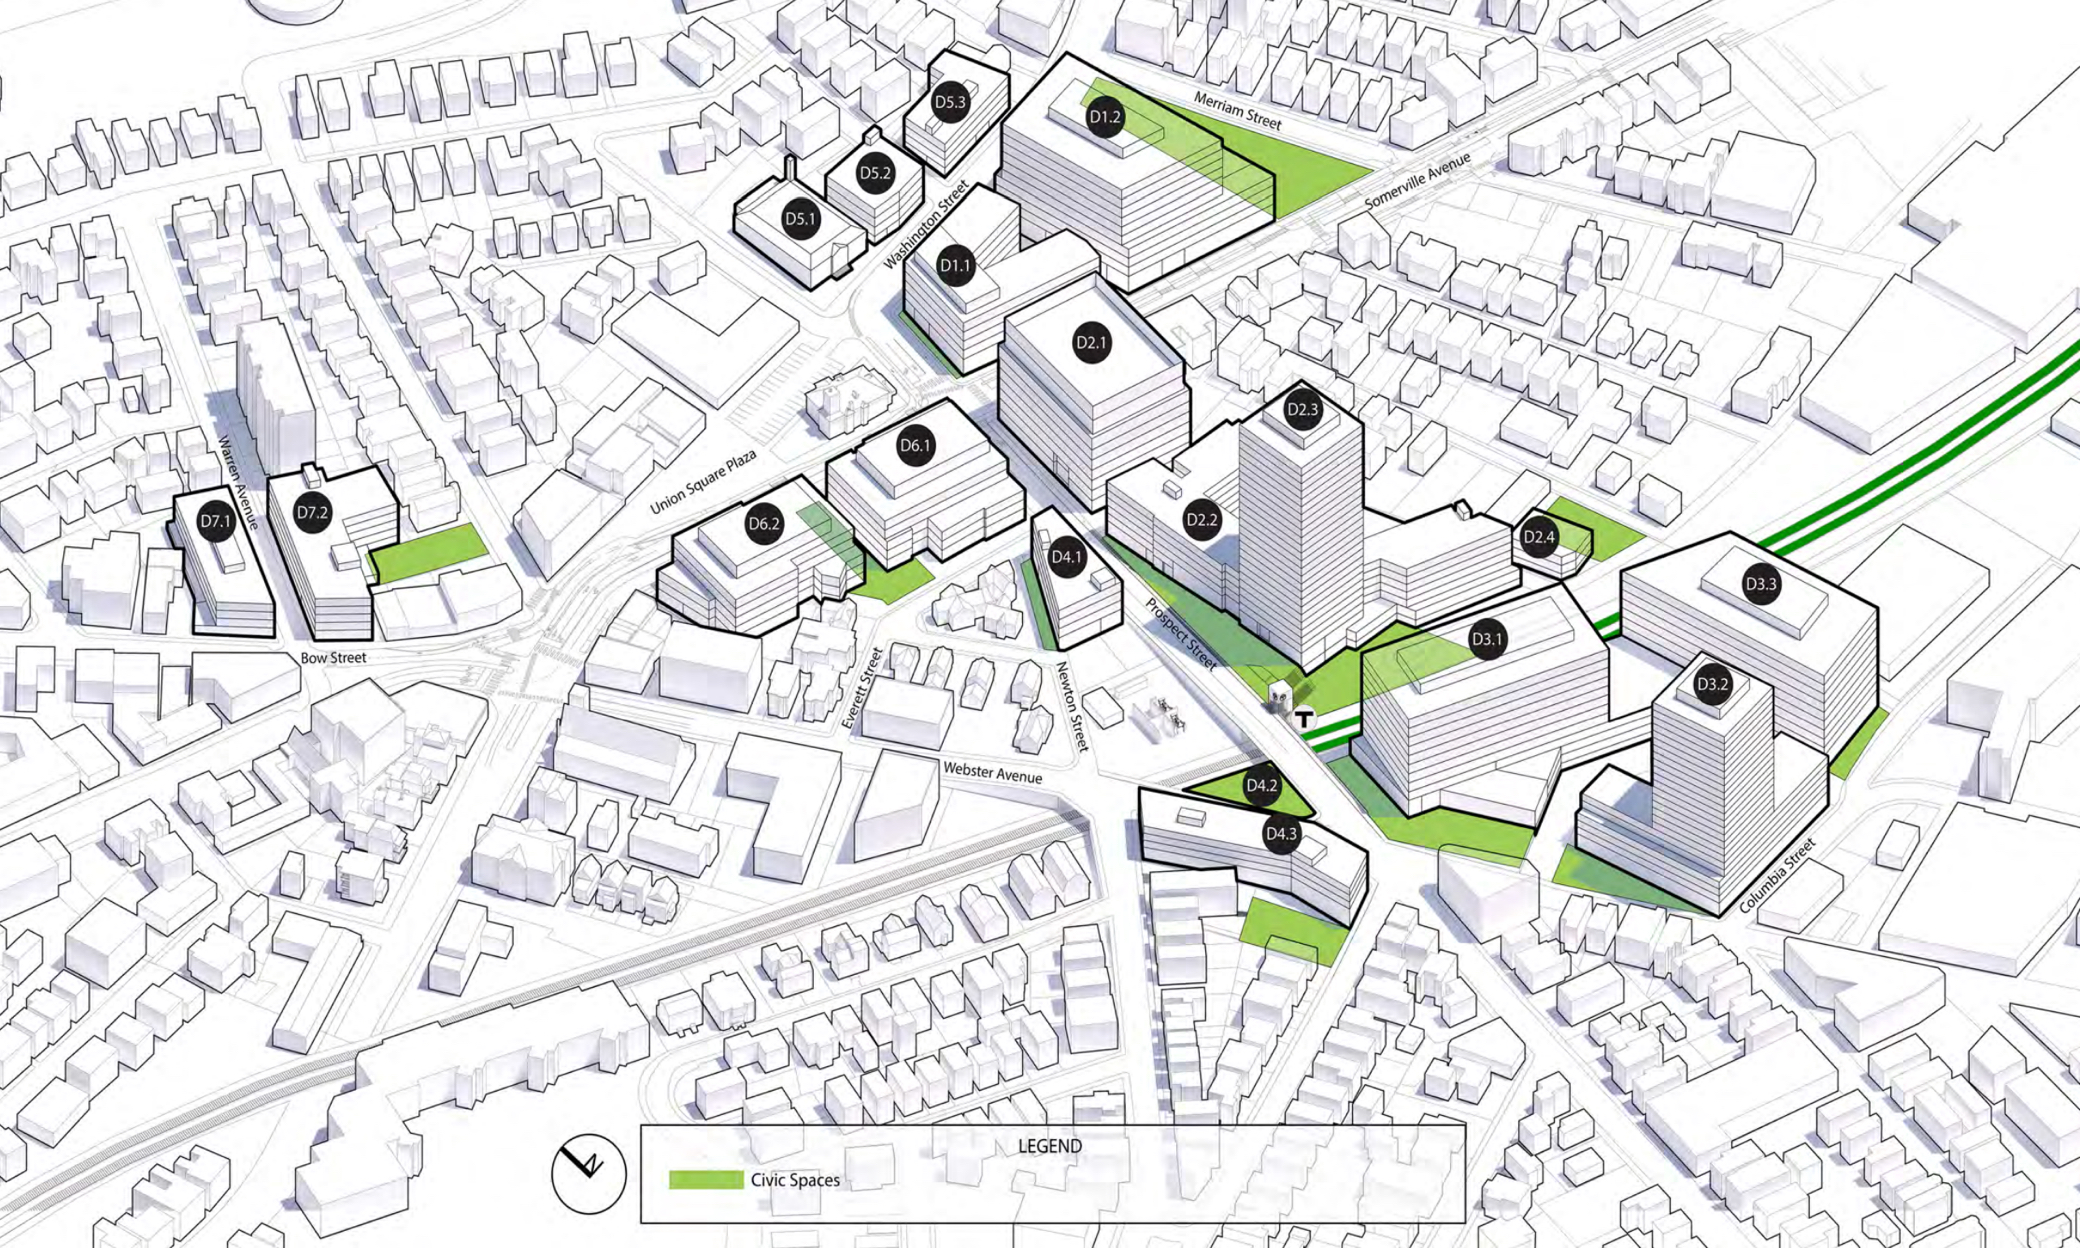 D5.3
D1.2
Merriam Street
D5.2
Somerville Avenue
D5.1
Washington Street
D1.1
D2.1
D2.3
D6.1
Union Square Plaza
Warren Avenue
D7.1
D7.2
D6.2
D2.2
D4.1
D2.4
D3.3
Prospect Street
D3.1
Bow Street
Everett Street
Newton Street
D3.2
T
Webster Avenue
D4.2
D4.3
Columbia Street
N
LEGEND
Civic Spaces